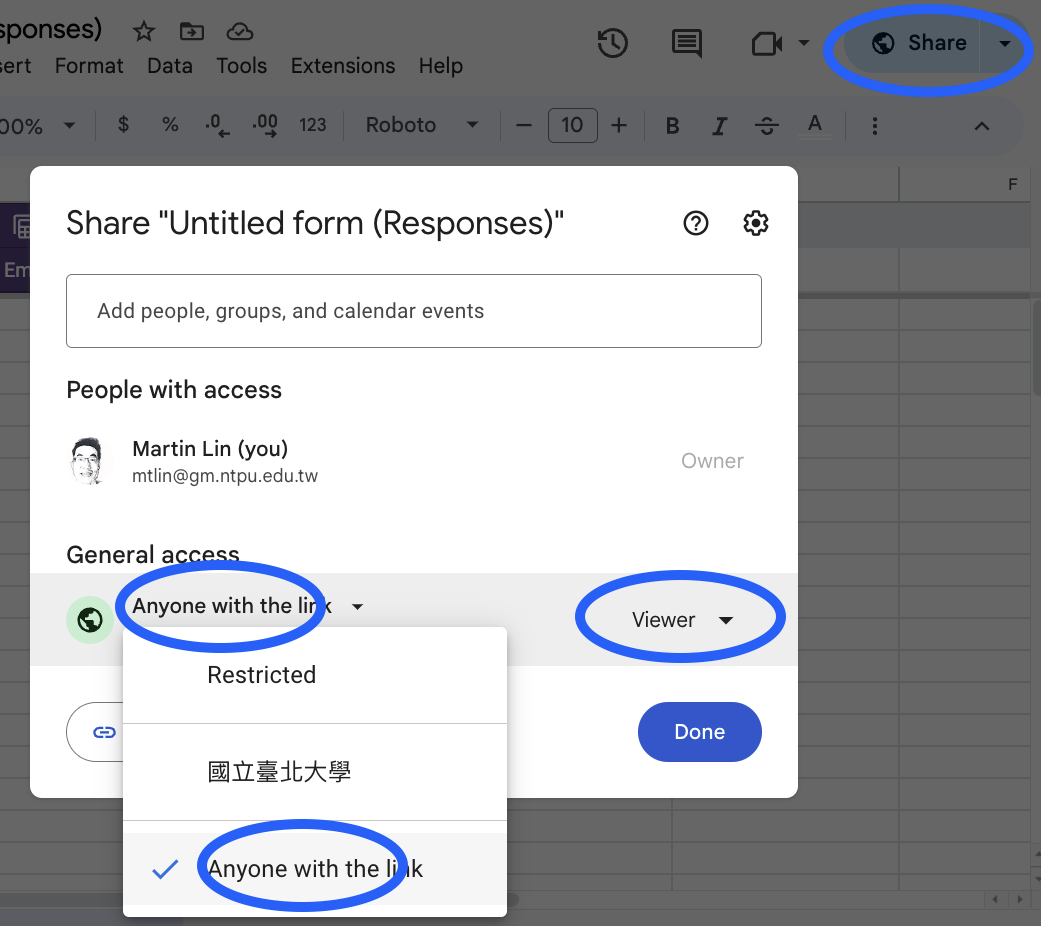 sponses)
sert Format Data Tools Extensions Help
Share
00% $ % .0 .00 123 Roboto 10 B I S A
F
Em
Share "Untitled form (Responses)"
Add people, groups, and calendar events
People with access
Martin Lin (you)
mtlin@gm.ntpu.edu.tw
Owner
General access
Anyone with the link
Viewer
Restricted
國立臺北大學
Anyone with the link
Done